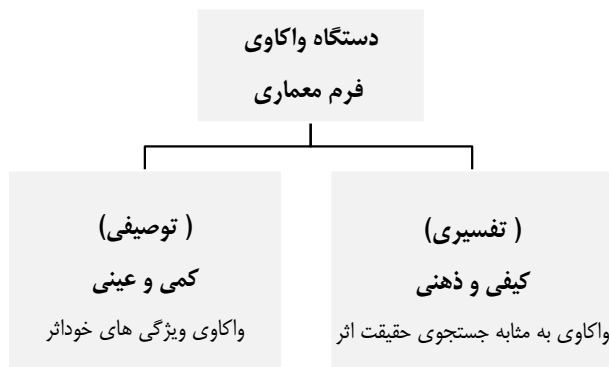 دستگاه واکاوی
فرم معماری
( تفسیری)
کیفی و ذهنی
واکاوی به مثابه جستجوی حقیقت اثر
( توصیفی)
کمی و عینی
واکاوی ویژگی های خوداثر